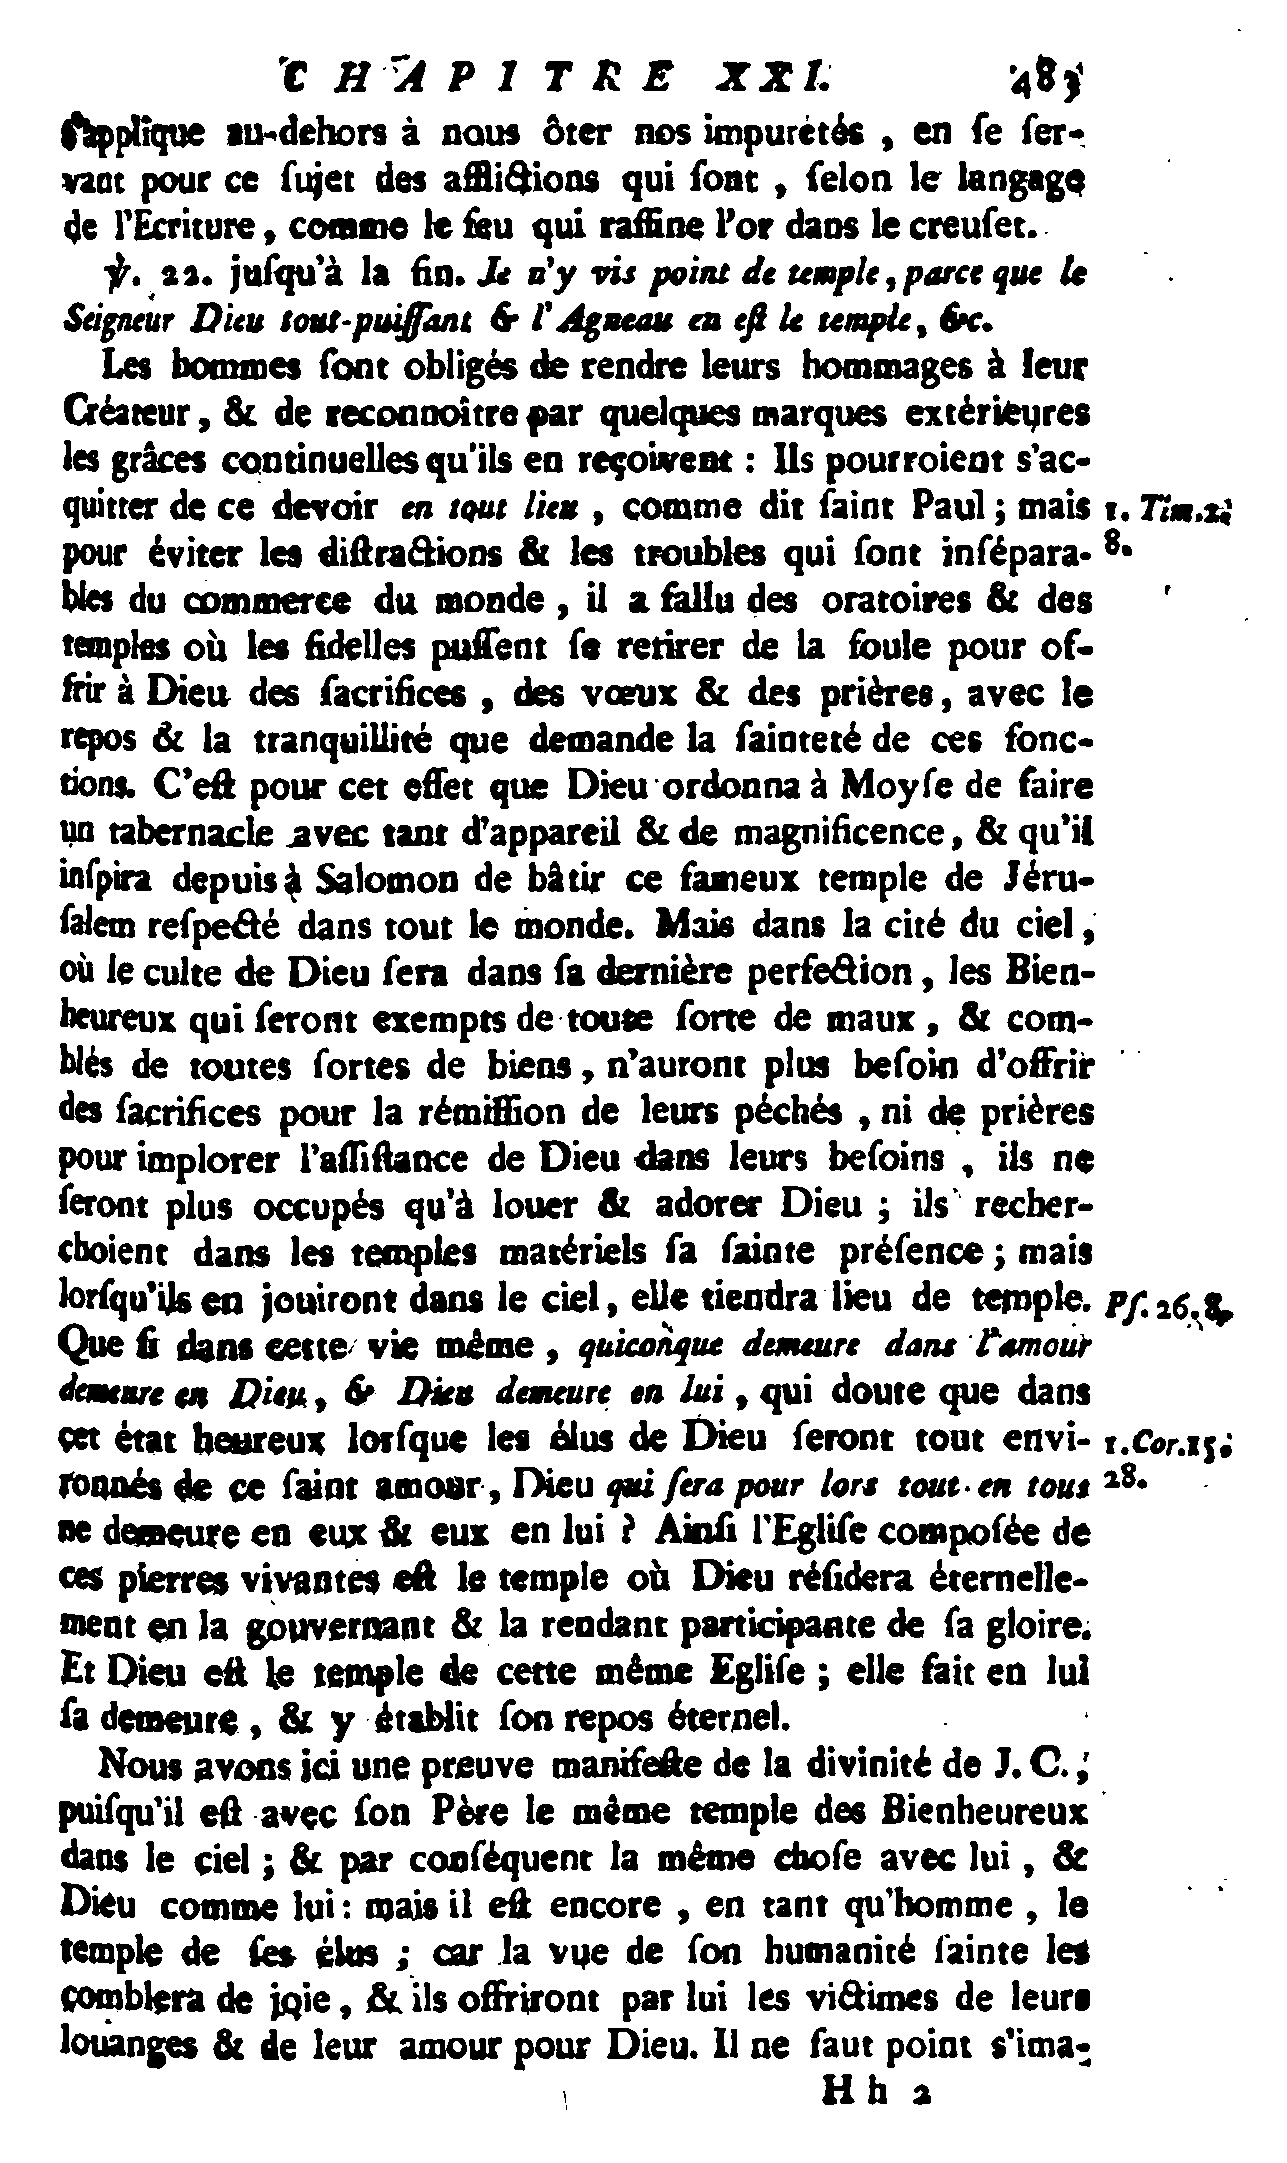 CHAPITRE XXI. 483
s'applique au-dehors à nous ôter nos impuretés, en ſe ſer-
vant pour ce ſujet des afflictions qui ſont, ſelon le langage
de l'Ecriture, comme le feu qui raffine l'or dans le creuſet.
℣. 22. juſqu'à la fin. Je n'y vis point de temple, parce que le
Seigneur Dieu tout-puiſſant & l'Agneau en eſt le temple, &c.
Les hommes ſont obligés de rendre leurs hommages à leur
Créateur, & de reconnoître par quelques marques extérieures
les grâces continuelles qu'ils en reçoivent : Ils pourroient s'ac-
quitter de ce devoir en tout lieu, comme dit ſaint Paul ; mais 1. Tim. 2.
pour éviter les diſtractions & les troubles qui ſont inſépara- 8.
bles du commerce du monde, il a fallu des oratoires & des
temples où les fidelles puſſent ſe retirer de la foule pour of-
frir à Dieu des ſacrifices, des vœux & des prières, avec le
repos & la tranquillité que demande la ſainteté de ces fonc-
tions. C'eſt pour cet effet que Dieu ordonna à Moyſe de faire
un tabernacle avec tant d'appareil & de magnificence, & qu'il
inſpira depuis à Salomon de bâtir ce fameux temple de Jéru-
ſalem reſpecté dans tout le monde. Mais dans la cité du ciel,
où le culte de Dieu ſera dans ſa dernière perfection, les Bien-
heureux qui ſeront exempts de toute ſorte de maux, & com-
blés de toutes ſortes de biens, n'auront plus beſoin d'offrir
des ſacrifices pour la rémiſſion de leurs péchés, ni de prières
pour implorer l'aſſiſtance de Dieu dans leurs beſoins, ils ne
ſeront plus occupés qu'à louer & adorer Dieu ; ils recher-
choient dans les temples matériels ſa ſainte préſence ; mais
lorſqu'ils en jouiront dans le ciel, elle tiendra lieu de temple. Pſ. 26. 8.
Que ſi dans cette vie même, quiconque demeure dans l'amour
demeure en Dieu, & Dieu demeure en lui, qui doute que dans
cet état heureux lorſque les élus de Dieu ſeront tout envi- 1. Cor. 15.
ronnés de ce ſaint amour, Dieu qui ſera pour lors tout en tous 28.
ne demeure en eux & eux en lui ? Ainſi l'Egliſe compoſée de
ces pierres vivantes eſt le temple où Dieu réſidera éternelle-
ment en la gouvernant & la rendant participante de ſa gloire.
Et Dieu eſt le temple de cette même Egliſe ; elle fait en lui
ſa demeure, & y établit ſon repos éternel.
Nous avons ici une preuve manifeſte de la divinité de J. C.,
puiſqu'il eſt avec ſon Père le même temple des Bienheureux
dans le ciel ; & par conſéquent la même choſe avec lui, &
Dieu comme lui : mais il eſt encore, en tant qu'homme, le
temple de ſes élus ; car la vue de ſon humanité ſainte les
comblera de joie, & ils offriront par lui les victimes de leurs
louanges & de leur amour pour Dieu. Il ne faut point s'ima-
H h 2